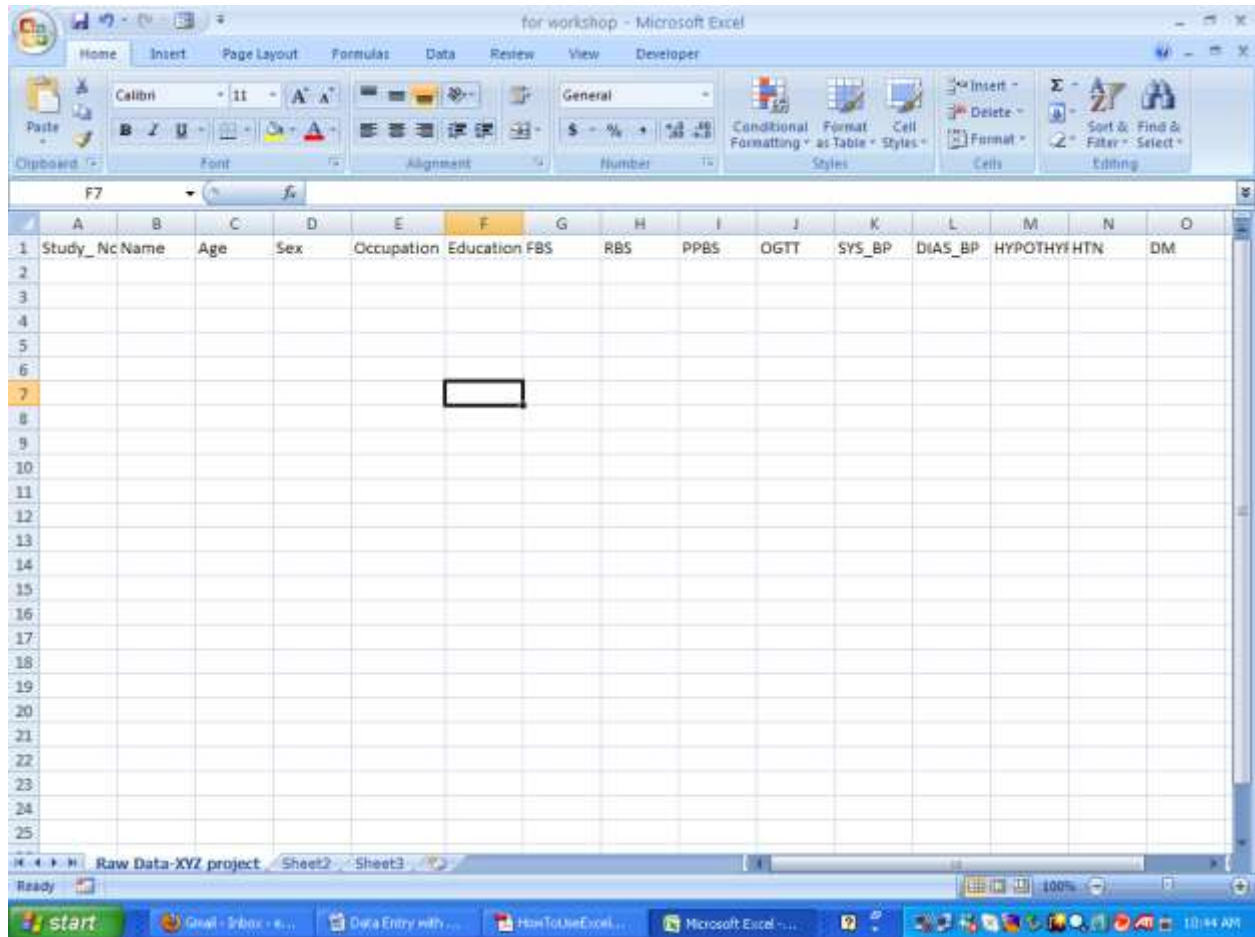 for workshop - Microsoft Excel
Home Insert Page Layout Formulas Data Review View Developer
Paste
Calibri 11 A A
B I U A
General
$ % ,
Conditional Formatting
Format as Table
Cell Styles
Insert
Delete
Format
Σ
Sort & Filter
Find & Select
Clipboard Font Alignment Number Styles Cells Editing
F7 fx
A B C D E F G H I J K L M N O
1 Study_ Nc Name Age Sex Occupation Education FBS RBS PPBS OGTT SYS_BP DIAS_BP HYPOTHYF HTN DM
2
3
4
5
6
7
8
9
10
11
12
13
14
15
16
17
18
19
20
21
22
23
24
25
Raw Data-XYZ project Sheet2 Sheet3
Ready 100%
start Gmail - Inbox - e... Data Entry with ... HowToUseExcel... Microsoft Excel -... 10:44 AM